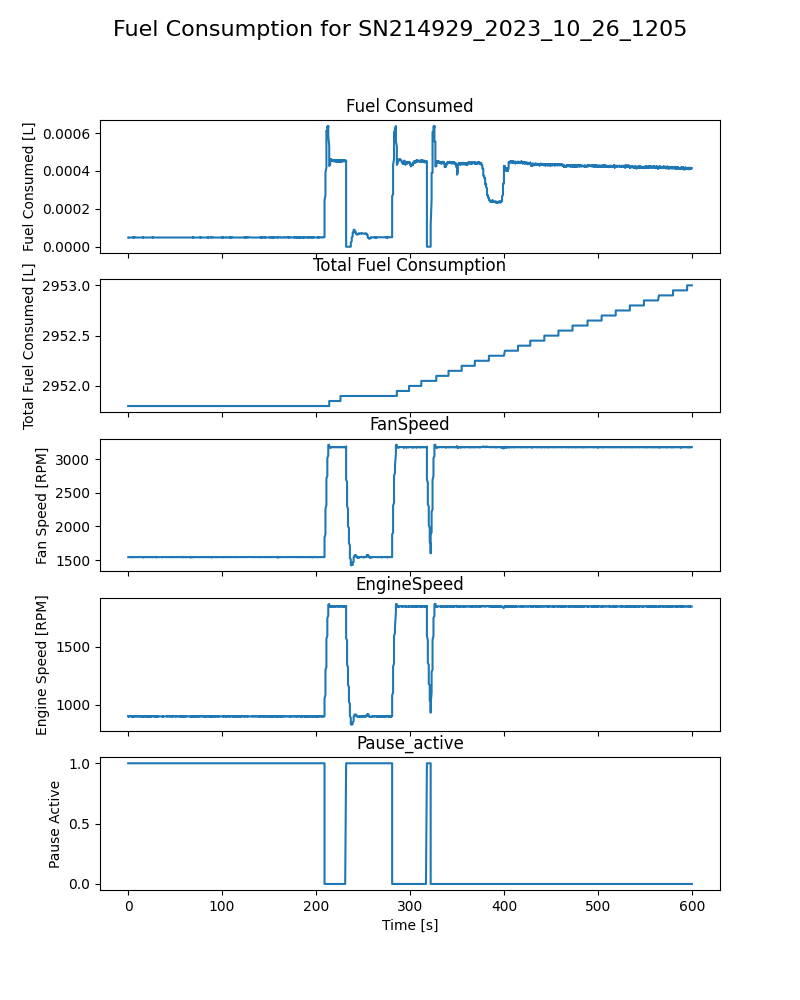 Fuel Consumption for SN214929_2023_10_26_1205
Fuel Consumed
Fuel Consumed [L]
0.0006
0.0004
0.0002
0.0000
Total Fuel Consumption
Total Fuel Consumed [L]
2953.0
2952.5
2952.0
FanSpeed
Fan Speed [RPM]
3000
2500
2000
1500
EngineSpeed
Engine Speed [RPM]
1500
1000
Pause_active
Pause Active
1.0
0.5
0.0
0 100 200 300 400 500 600
Time [s]